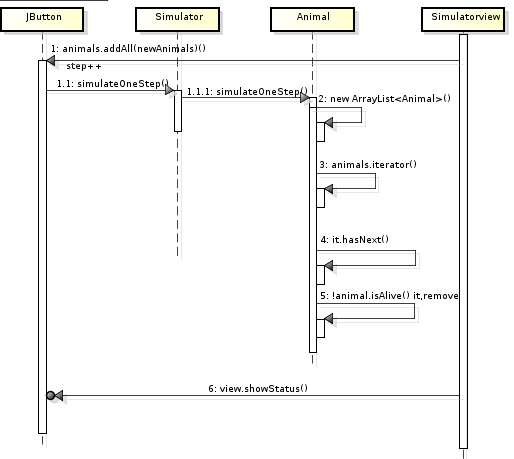 JButton
Simulator
Animal
Simulatorview
1: animals.addAll(newAnimals)()
step++
1.1: simulateOneStep()
1.1.1: simulateOneStep()
2: new ArrayList<Animal>()
3: animals.iterator()
4: it.hasNext()
5: !animal.isAlive() it,remove
6: view.showStatus()